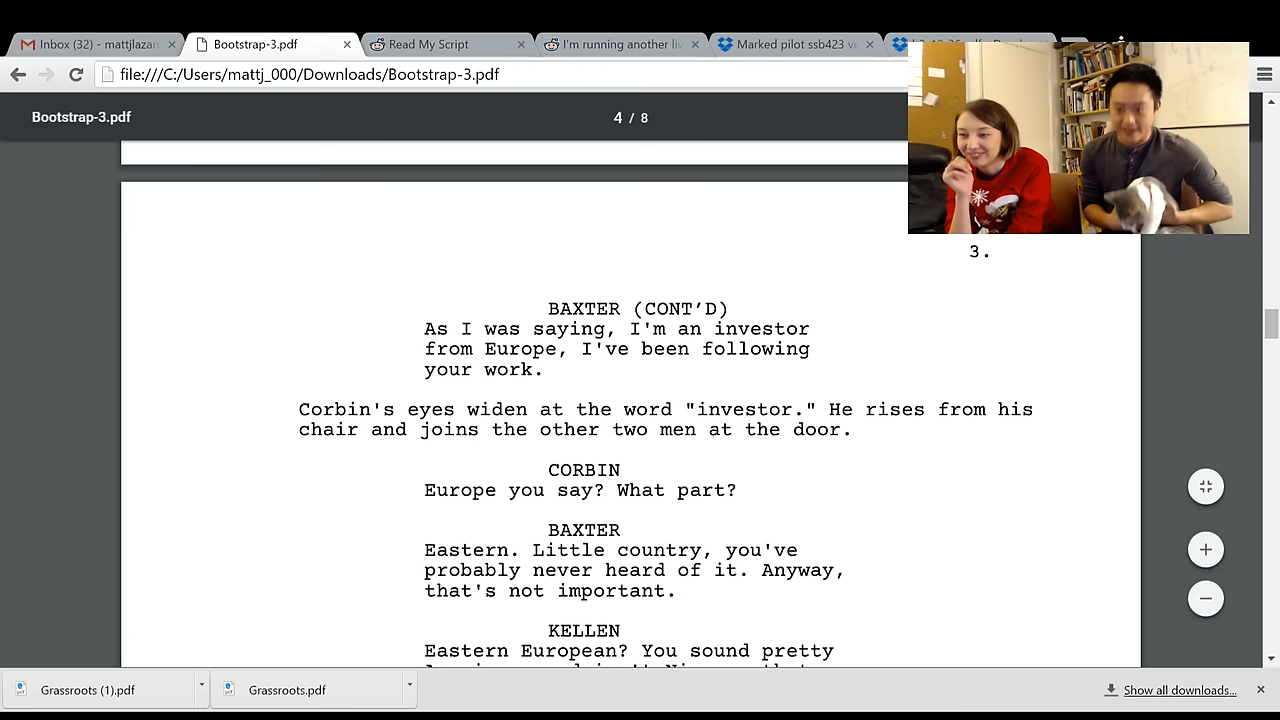 Inbox (32) - mattjlazar
Bootstrap-3.pdf
Read My Script
I'm running another liv
Marked prot ssb423 ve
file:///C:/Users/mattj_000/Downloads/Bootstrap-3.pdf
Bootstrap-3.pdf
4 / 8
3.
BAXTER (CONT'D)
As I was saying, I'm an investor
from Europe, I've been following
your work.
Corbin's eyes widen at the word "investor." He rises from his
chair and joins the other two men at the door.
CORBIN
Europe you say? What part?
BAXTER
Eastern. Little country, you've
probably never heard of it. Anyway,
that's not important.
KELLEN
Eastern European? You sound pretty
Grassroots (1).pdf
Grassroots.pdf
Show all downloads...